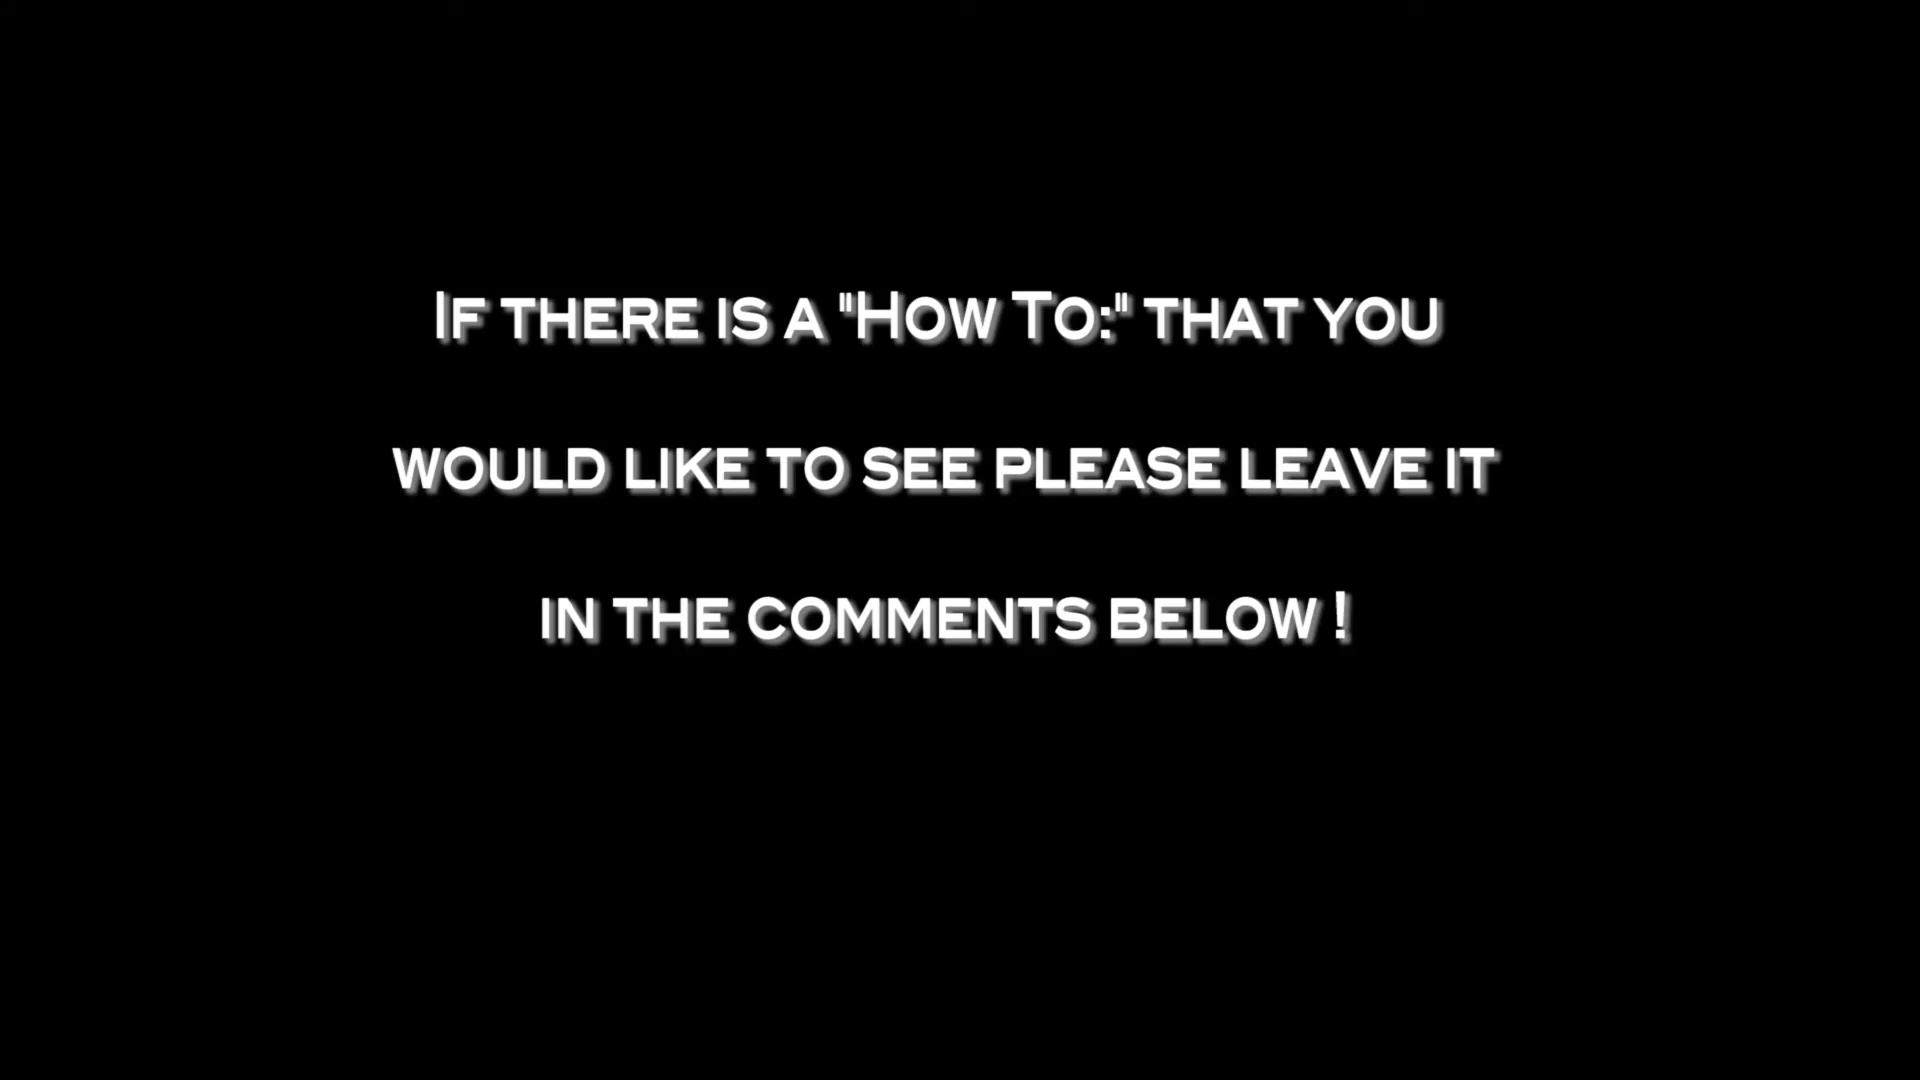 If there is a "How To:" that you
would like to see please leave it
in the comments below !